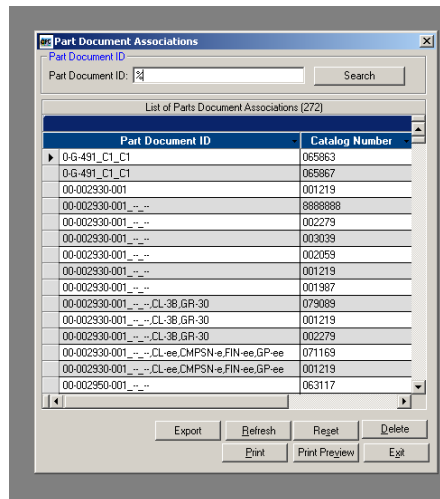 Part Document Associations
Part Document ID
Part Document ID: % Search
List of Parts Document Associations (272)
Part Document ID Catalog Number
0-G-491_C1_C1 065863
0-G-491_C1_C1 065867
00-002930-001 001219
00-002930-001_--_-- 8888888
00-002930-001_--_-- 002279
00-002930-001_--_-- 003039
00-002930-001_--_-- 002059
00-002930-001_--_-- 001219
00-002930-001_--_-- 001987
00-002930-001_--_--,CL-3B,GR-30 079089
00-002930-001_--_--,CL-3B,GR-30 001219
00-002930-001_--_--,CL-3B,GR-30 002279
00-002930-001_--_--,CL-ee,CMPSN-e,FIN-ee,GP-ee 071169
00-002930-001_--_--,CL-ee,CMPSN-e,FIN-ee,GP-ee 001219
00-002950-001_--_-- 063117
Export Refresh Reset Delete
Print Print Preview Exit